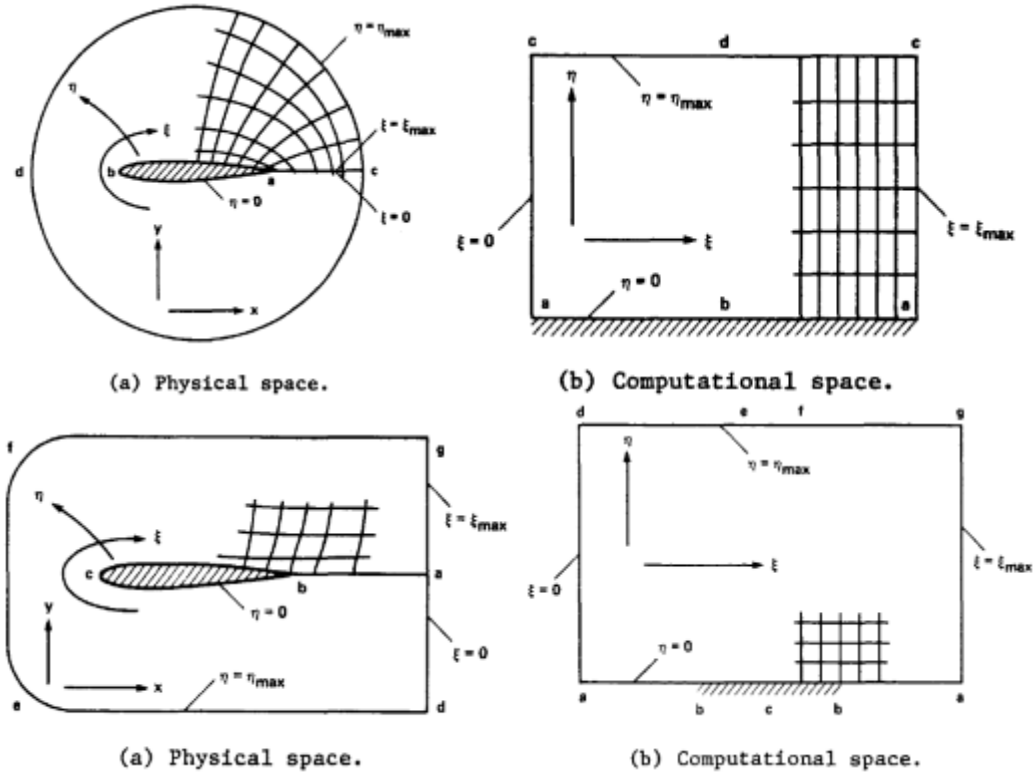 η = ηmax
η
ξ
ξ = ξmax
d
b
a
c
η = 0
ξ = 0
y
x
(a) Physical space.
c
d
c
η
η = ηmax
ξ = 0
ξ
ξ = ξmax
η = 0
a
b
a
(b) Computational space.
f
g
η
ξ
ξ = ξmax
c
b
a
η = 0
y
ξ = 0
x
η = ηmax
e
d
(a) Physical space.
d
e
f
g
η
η = ηmax
ξ
ξ = 0
ξ = ξmax
η = 0
a
b
c
b
a
(b) Computational space.